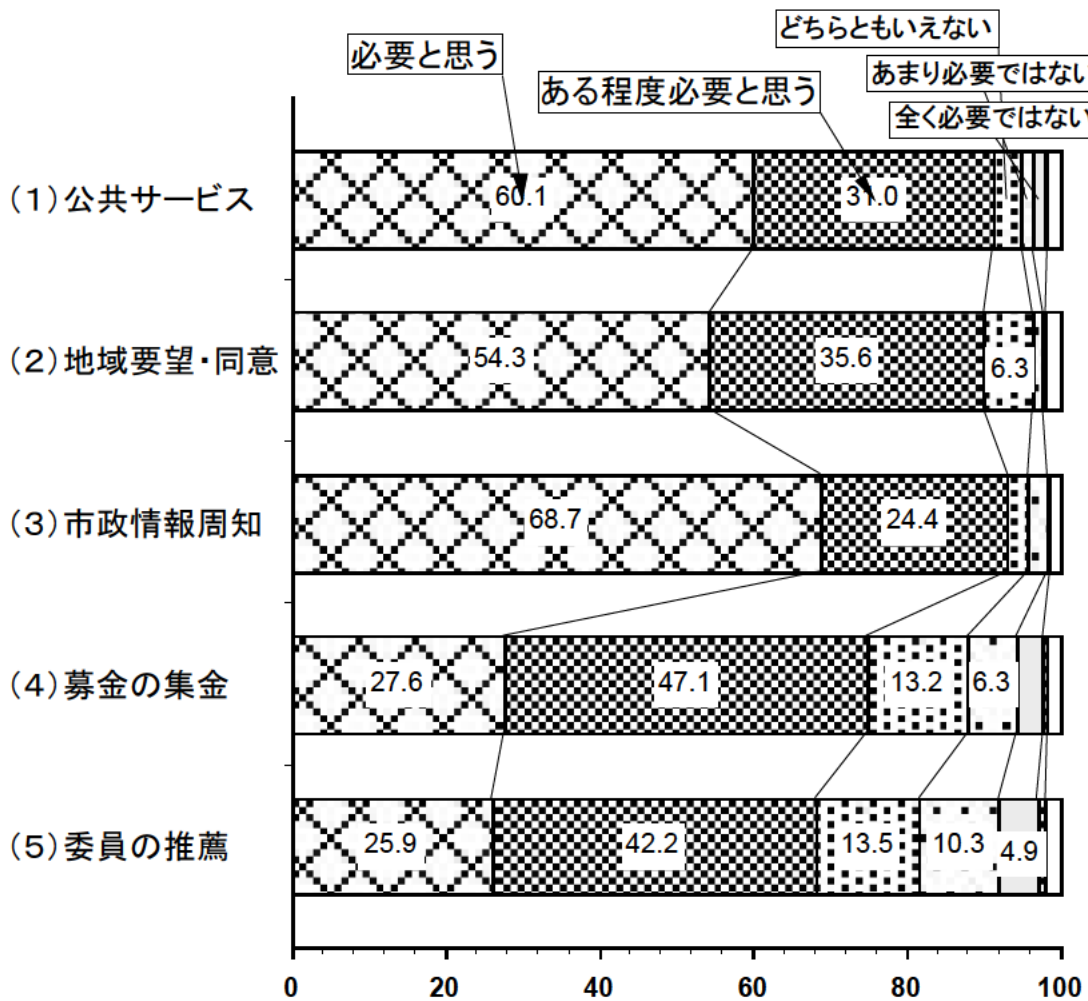 どちらともいえない
必要と思う
あまり必要ではない
ある程度必要と思う
全く必要ではない
(1)公共サービス 60.1 31.0
(2)地域要望・同意 54.3 35.6 6.3
(3)市政情報周知 68.7 24.4
(4)募金の集金 27.6 47.1 13.2 6.3
(5)委員の推薦 25.9 42.2 13.5 10.3 4.9
0 20 40 60 80 100